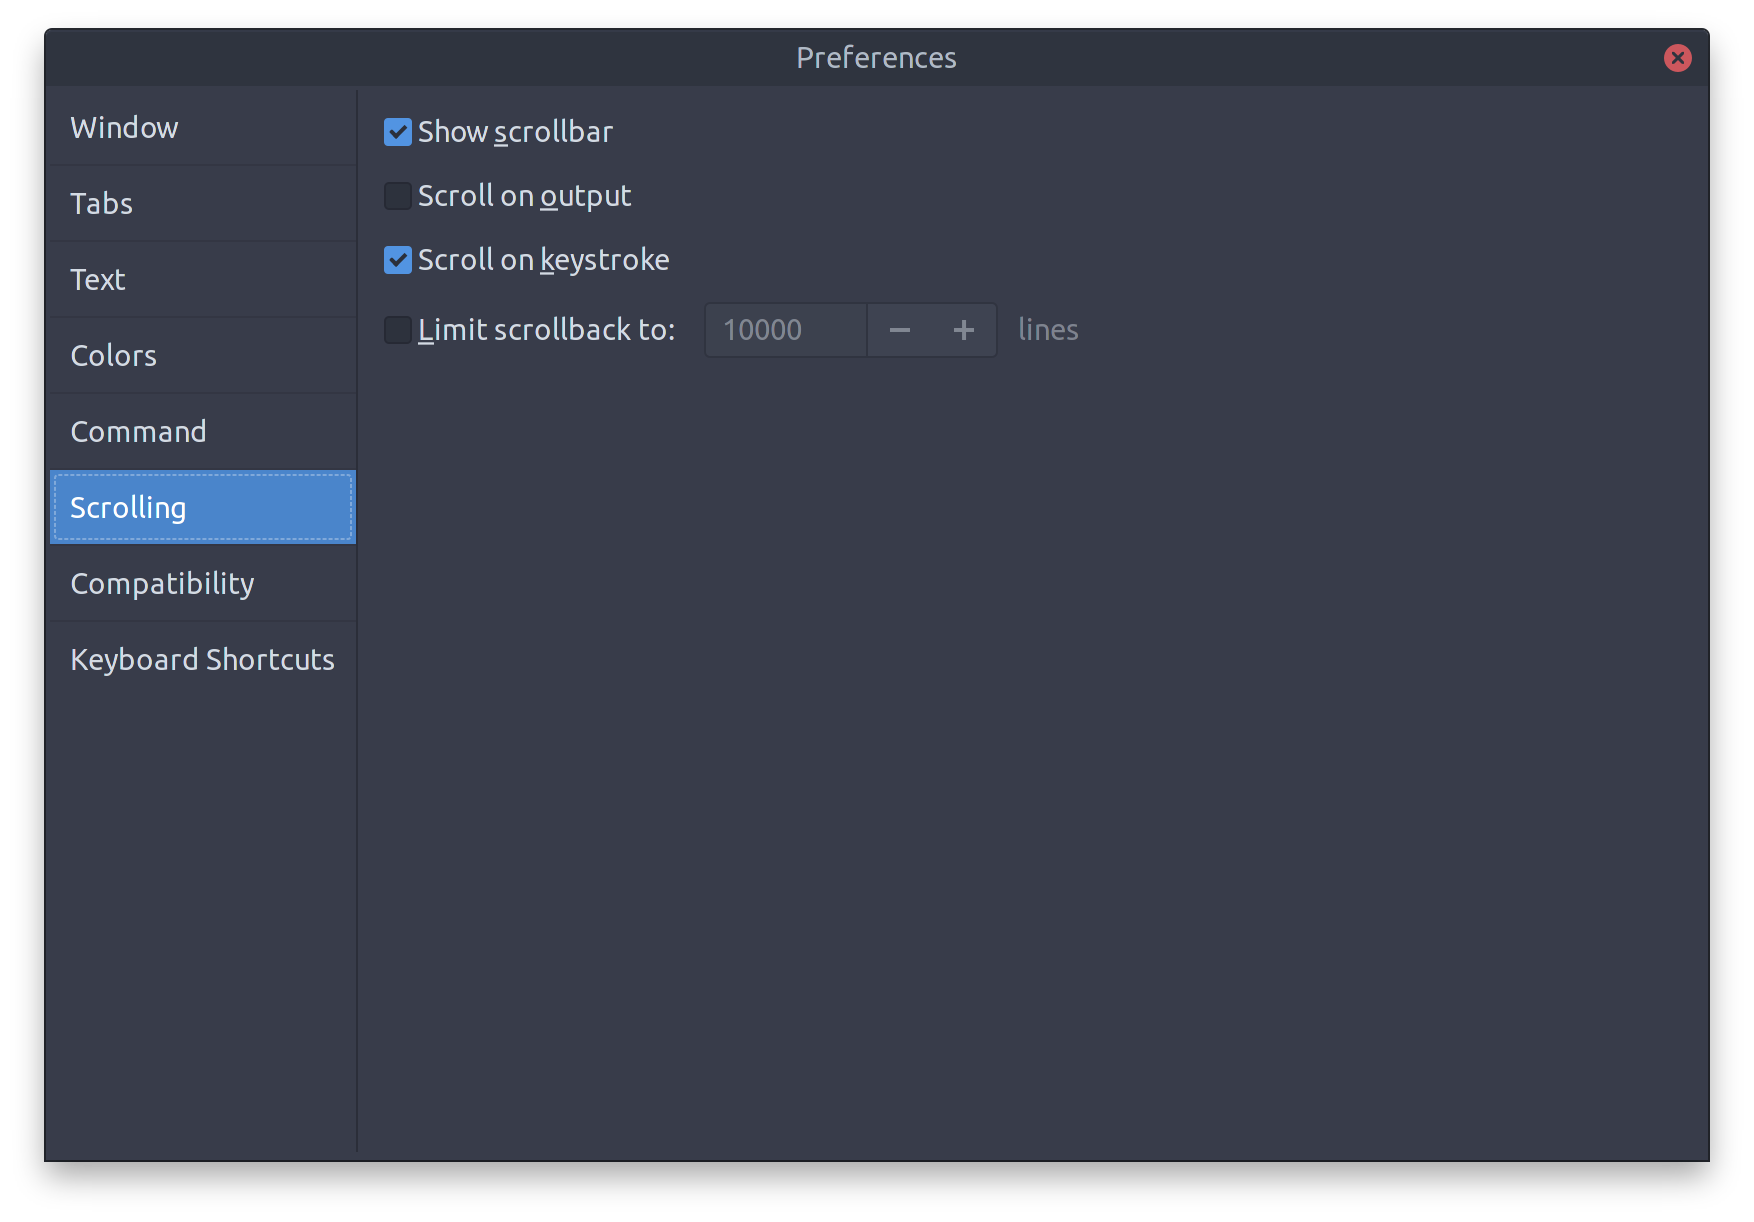 Preferences
Window
Tabs
Text
Colors
Command
Scrolling
Compatibility
Keyboard Shortcuts
Show scrollbar
Scroll on output
Scroll on keystroke
Limit scrollback to: 10000 − + lines